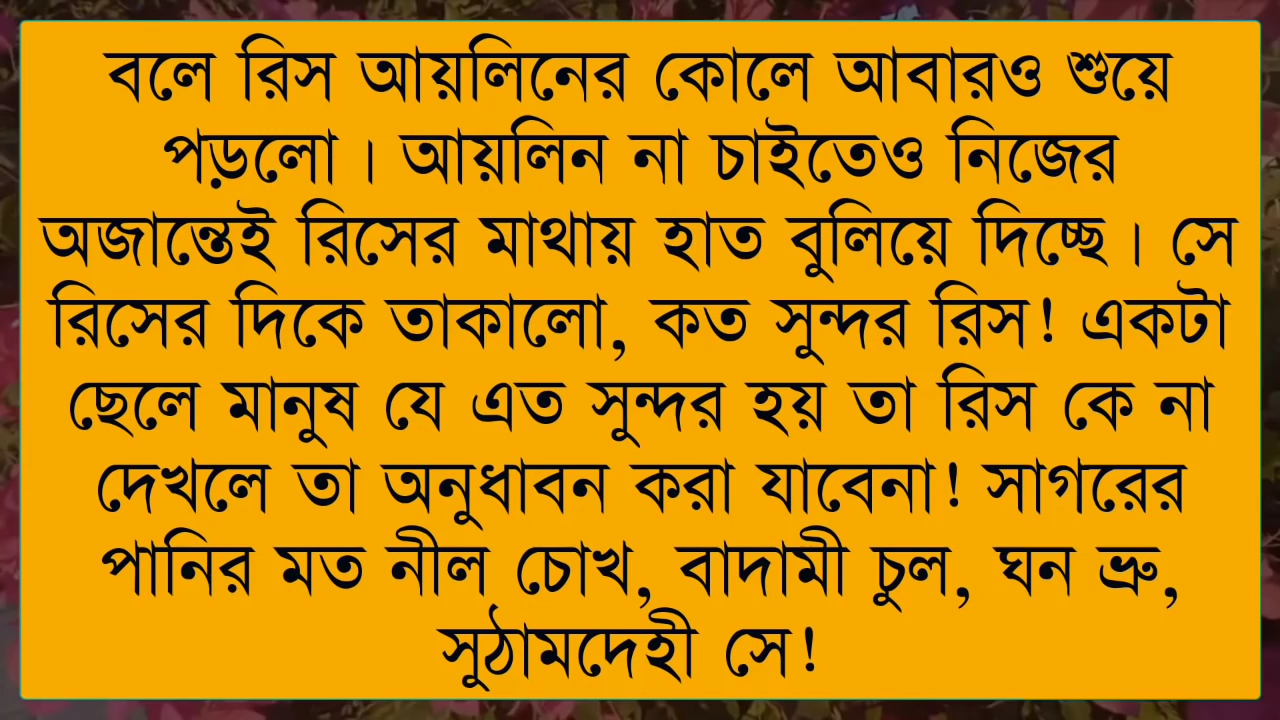 বলে রিস আয়লিনের কোলে আবারও শুয়ে
পড়লো। আয়লিন না চাইতেও নিজের
অজান্তেই রিসের মাথায় হাত বুলিয়ে দিচ্ছে। সে
রিসের দিকে তাকালো, কত সুন্দর রিস! একটা
ছেলে মানুষ যে এত সুন্দর হয় তা রিস কে না
দেখলে তা অনুধাবন করা যাবেনা! সাগরের
পানির মত নীল চোখ, বাদামী চুল, ঘন ভ্রু,
সুঠামদেহী সে!